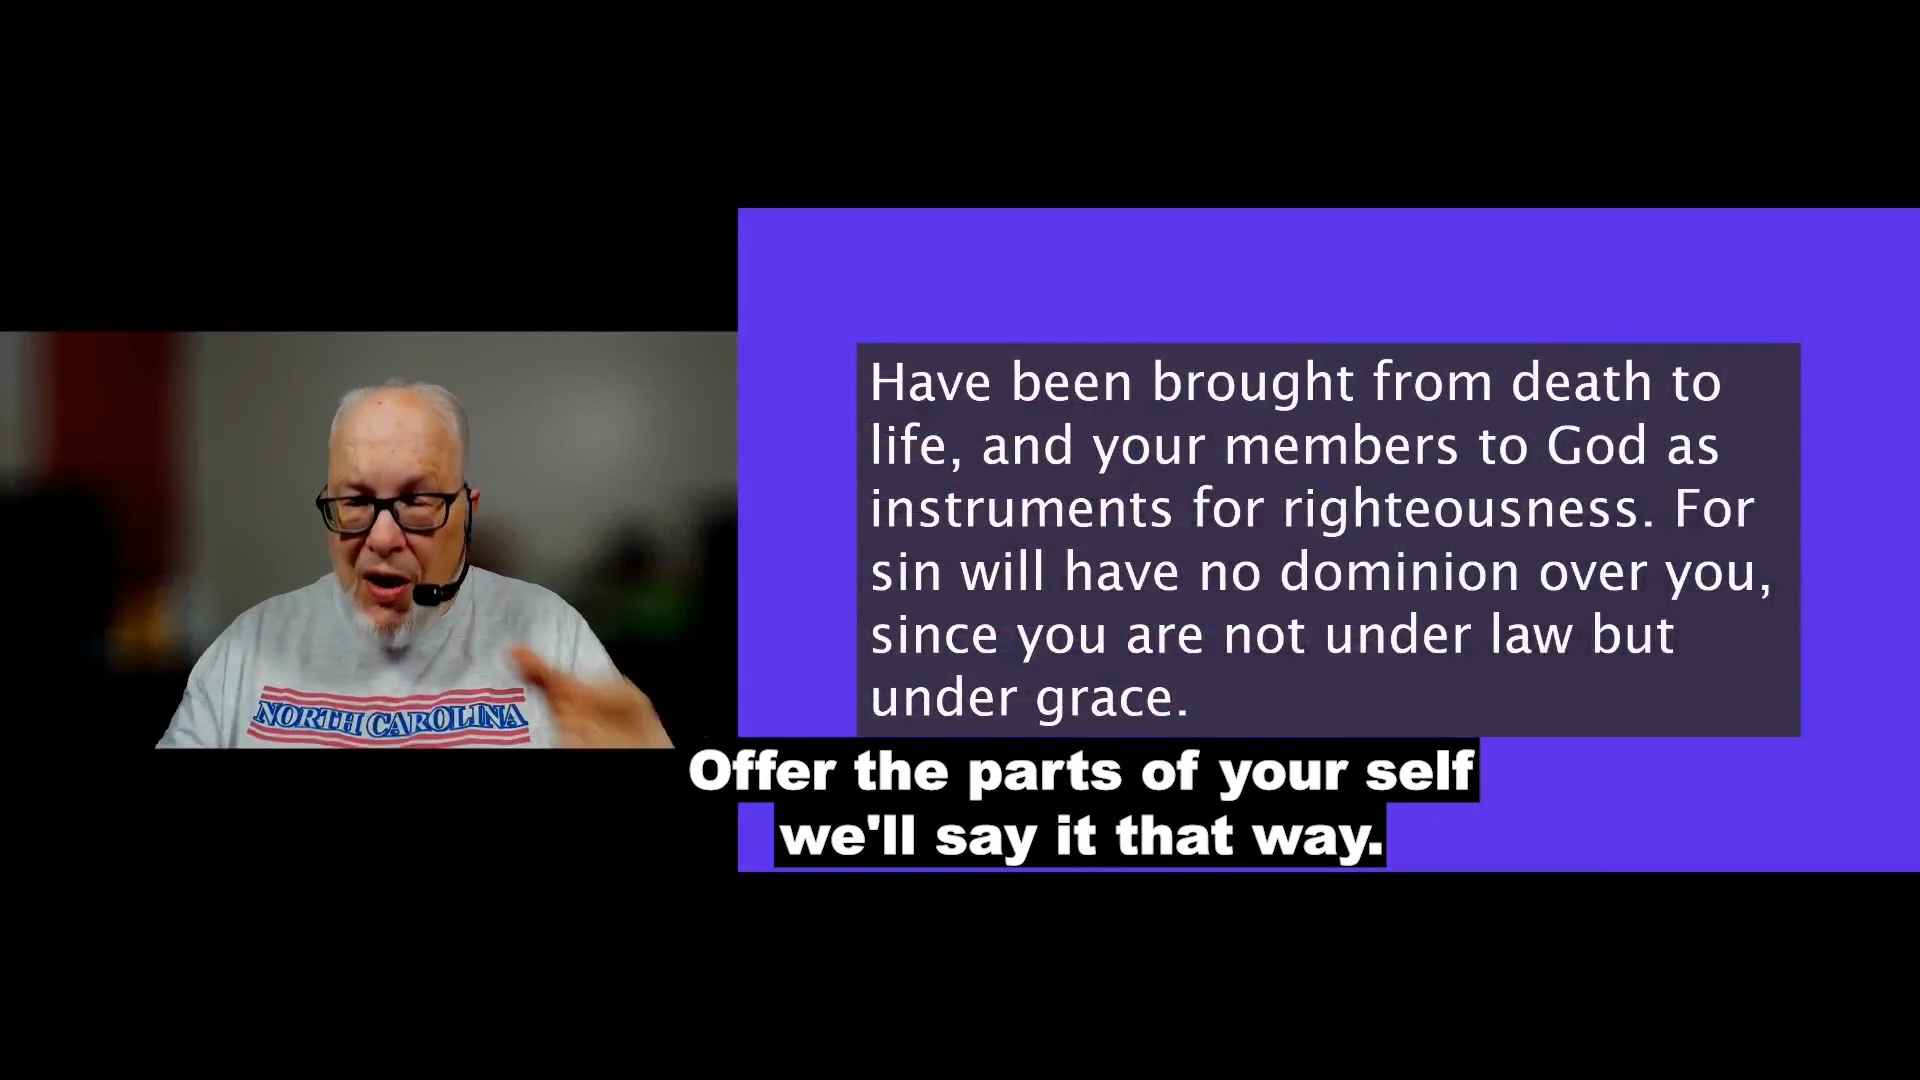 NORTH CAROLINA
Have been brought from death to
life, and your members to God as
instruments for righteousness. For
sin will have no dominion over you,
since you are not under law but
under grace.
Offer the parts of your self
we'll say it that way.